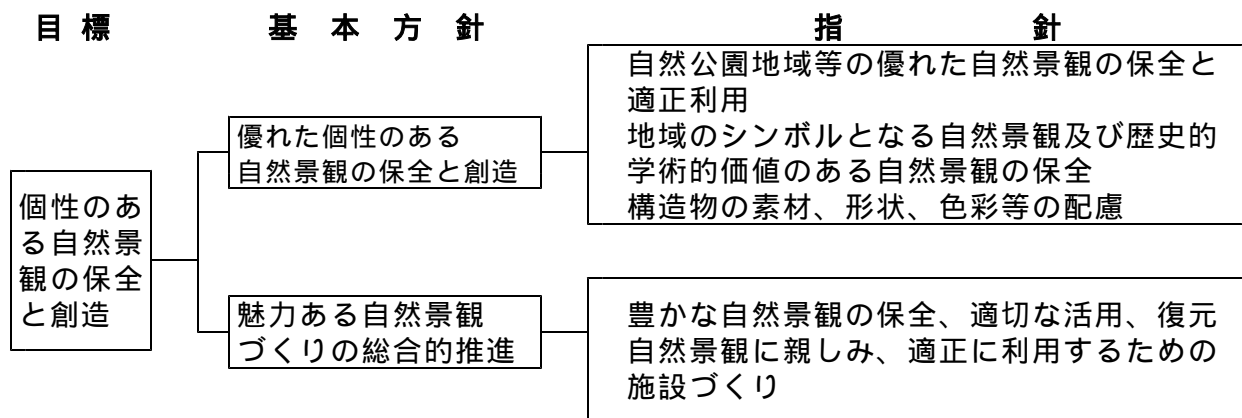 目標 基本方針 指針
個性のあ
る自然景
観の保全
と創造
優れた個性のある
自然景観の保全と創造
自然公園地域等の優れた自然景観の保全と
適正利用
地域のシンボルとなる自然景観及び歴史的
学術的価値のある自然景観の保全
構造物の素材、形状、色彩等の配慮
魅力ある自然景観
づくりの総合的推進
豊かな自然景観の保全、適切な活用、復元
自然景観に親しみ、適正に利用するための
施設づくり